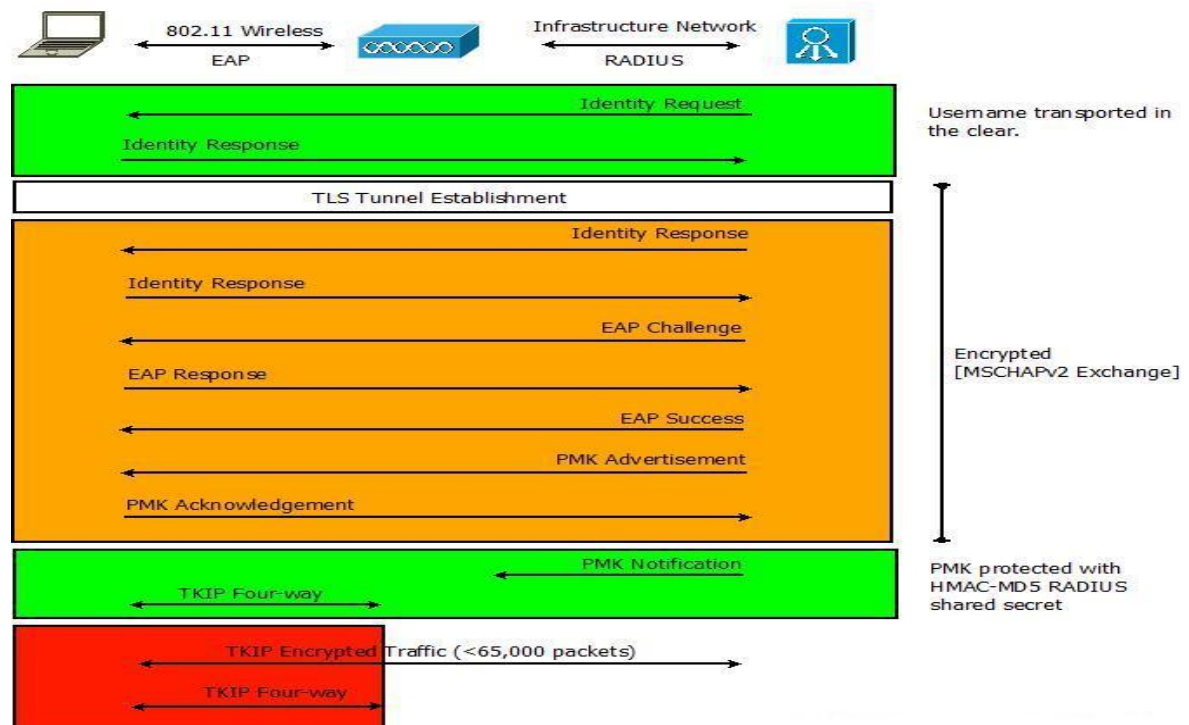 802.11 Wireless
EAP
Infrastructure Network
RADIUS
Identity Request
Identity Response
Username transported in
the clear.
TLS Tunnel Establishment
Identity Response
Identity Response
EAP Challenge
EAP Response
EAP Success
PMK Advertisement
PMK Acknowledgement
Encrypted
[MSCHAPv2 Exchange]
PMK Notification
TKIP Four-way
PMK protected with
HMAC-MD5 RADIUS
shared secret
TKIP Encrypted Traffic (<65,000 packets)
TKIP Four-way